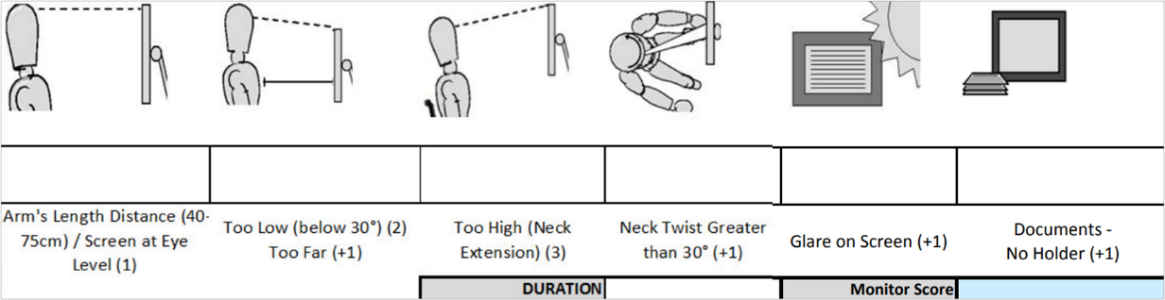 Arm's Length Distance (40-
75cm) / Screen at Eye
Level (1)
Too Low (below 30°) (2)
Too Far (+1)
Too High (Neck
Extension) (3)
Neck Twist Greater
than 30° (+1)
Glare on Screen (+1)
Documents -
No Holder (+1)
DURATION
Monitor Score